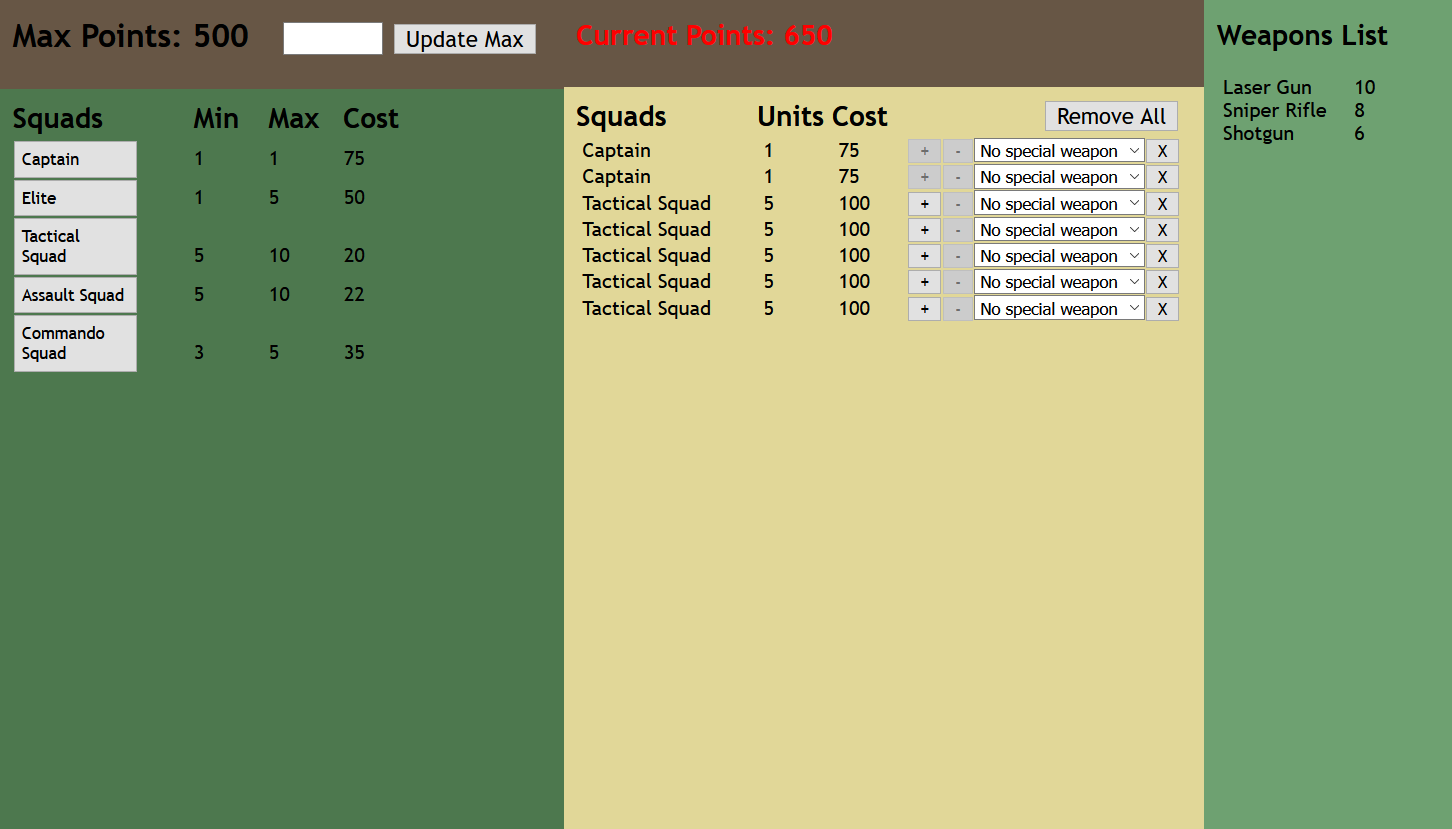 Max Points: 500 Update Max
Current Points: 650
Weapons List
Squads Min Max Cost
Captain 1 1 75
Elite 1 5 50
Tactical
Squad 5 10 20
Assault Squad 5 10 22
Commando
Squad 3 5 35
Squads Units Cost Remove All
Captain 1 75 + - No special weapon X
Captain 1 75 + - No special weapon X
Tactical Squad 5 100 + - No special weapon X
Tactical Squad 5 100 + - No special weapon X
Tactical Squad 5 100 + - No special weapon X
Tactical Squad 5 100 + - No special weapon X
Tactical Squad 5 100 + - No special weapon X
Laser Gun 10
Sniper Rifle 8
Shotgun 6